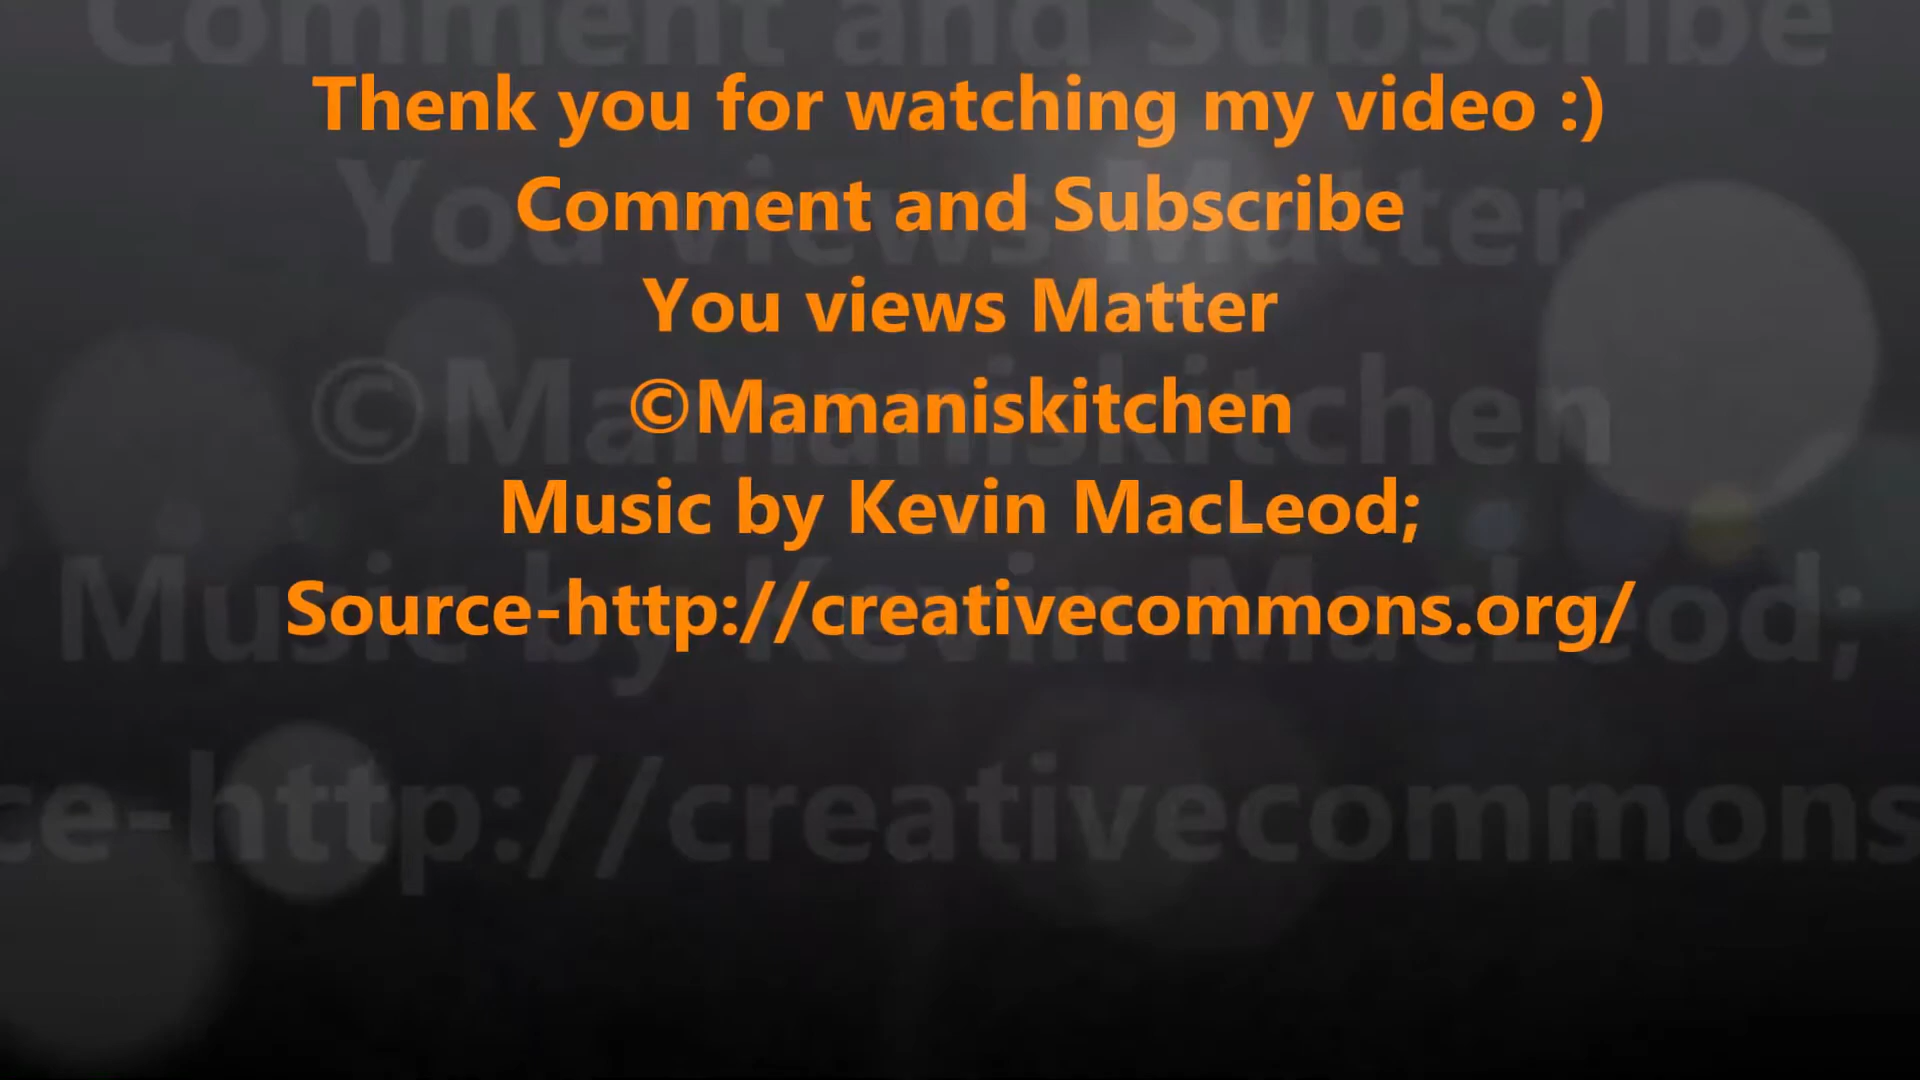 Thenk you for watching my video :)
Comment and Subscribe
You views Matter
©Mamaniskitchen
Music by Kevin MacLeod;
Source-http://creativecommons.org/